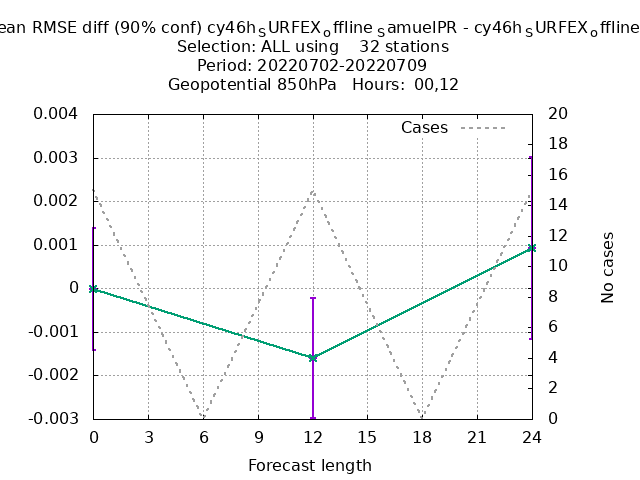 ean RMSE diff (90% conf) cy46hSURFEXoffline SamuelPR - cy46hSURFEXoffline
Selection: ALL using 32 stations
Period: 20220702-20220709
Geopotential 850hPa Hours: 00,12
Cases
0.004
0.003
0.002
0.001
0
-0.001
-0.002
-0.003
20
18
16
14
12
10
8
6
4
2
0
No cases
0 3 6 9 12 15 18 21 24
Forecast length